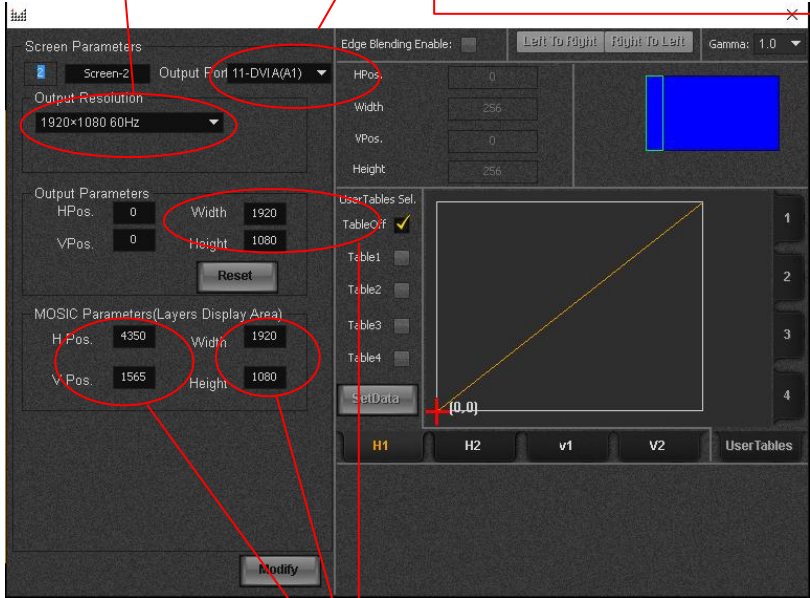 Screen Parameters
2 Screen-2 Output Port 11-DVI A(A1)
Output Resolution
1920×1080 60Hz
Output Parameters
HPos. 0 Width 1920
VPos. 0 Height 1080
Reset
MOSIC Parameters(Layers Display Area)
H Pos. 4350 Width 1920
V Pos. 1565 Height 1080
Modify
Edge Blending Enable: Left To Right Right To Left Gamma: 1.0
HPos. 0
Width 256
VPos. 0
Height 256
UserTables Sel.
TableOff
Table1
Table2
Table3
Table4
SetData
(0,0)
1
2
3
4
H1 H2 v1 V2 UserTables